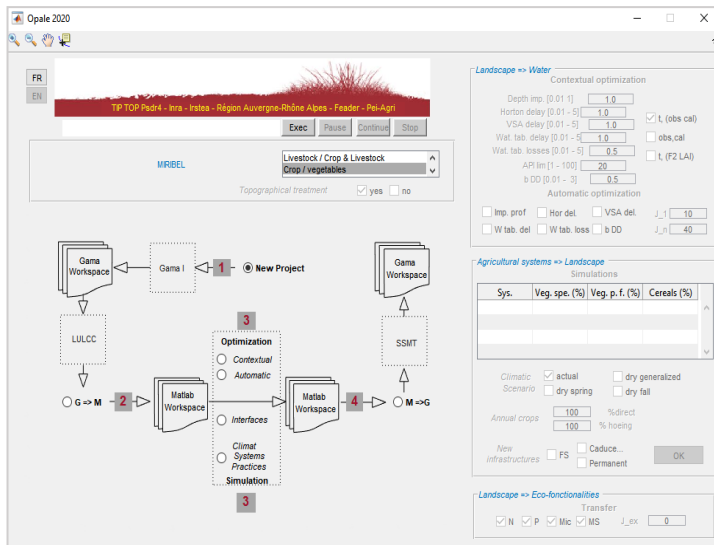 Opale 2020
FR
EN
TIP TOP Psdr4 - Inra - Irstea - Région Auvergne-Rhône Alpes - Feader - Pei-Agri
Exec Pause Continue Stop
MIRIBEL
Livestock / Crop & Livestock
Crop / vegetables
Topographical treatment yes no
Gama Workspace
Gama I
1
New Project
Gama Workspace
LULCC
SSMT
3
Optimization
Contextual
Automatic
G => M
2
Matlab Workspace
Matlab Workspace
4
M =>G
Interfaces
Climat
Systems
Practices
Simulation
3
Landscape => Water
Contextual optimization
Depth imp. [0.01 1] 1.0
Horton delay [0.01 - 5] 1.0
VSA delay [0.01 - 5] 1.0
Wat. tab. delay [0.01 - 5] 1.0
Wat. tab. losses [0.01 - 5] 0.5
API lim [1 - 100] 20
b DD [0.01 - 3] 0.5
t, (obs cal)
obs,cal
t, (F2 LAI)
Automatic optimization
Imp. prof Hor del. VSA del. J_1 10
W tab. del W tab. loss b DD J_n 40
Agricultural systems => Landscape
Simulations
Sys. Veg. spe. (%) Veg. p. f. (%) Cereals (%)
Climatic Scenario
actual dry generalized
dry spring dry fall
Annual crops
100 %direct
100 % hoeing
New infrastructures
FS
Caduce...
Permanent
OK
Landscape => Eco-fonctionalities
Transfer
N P Mic MS J_ex 0